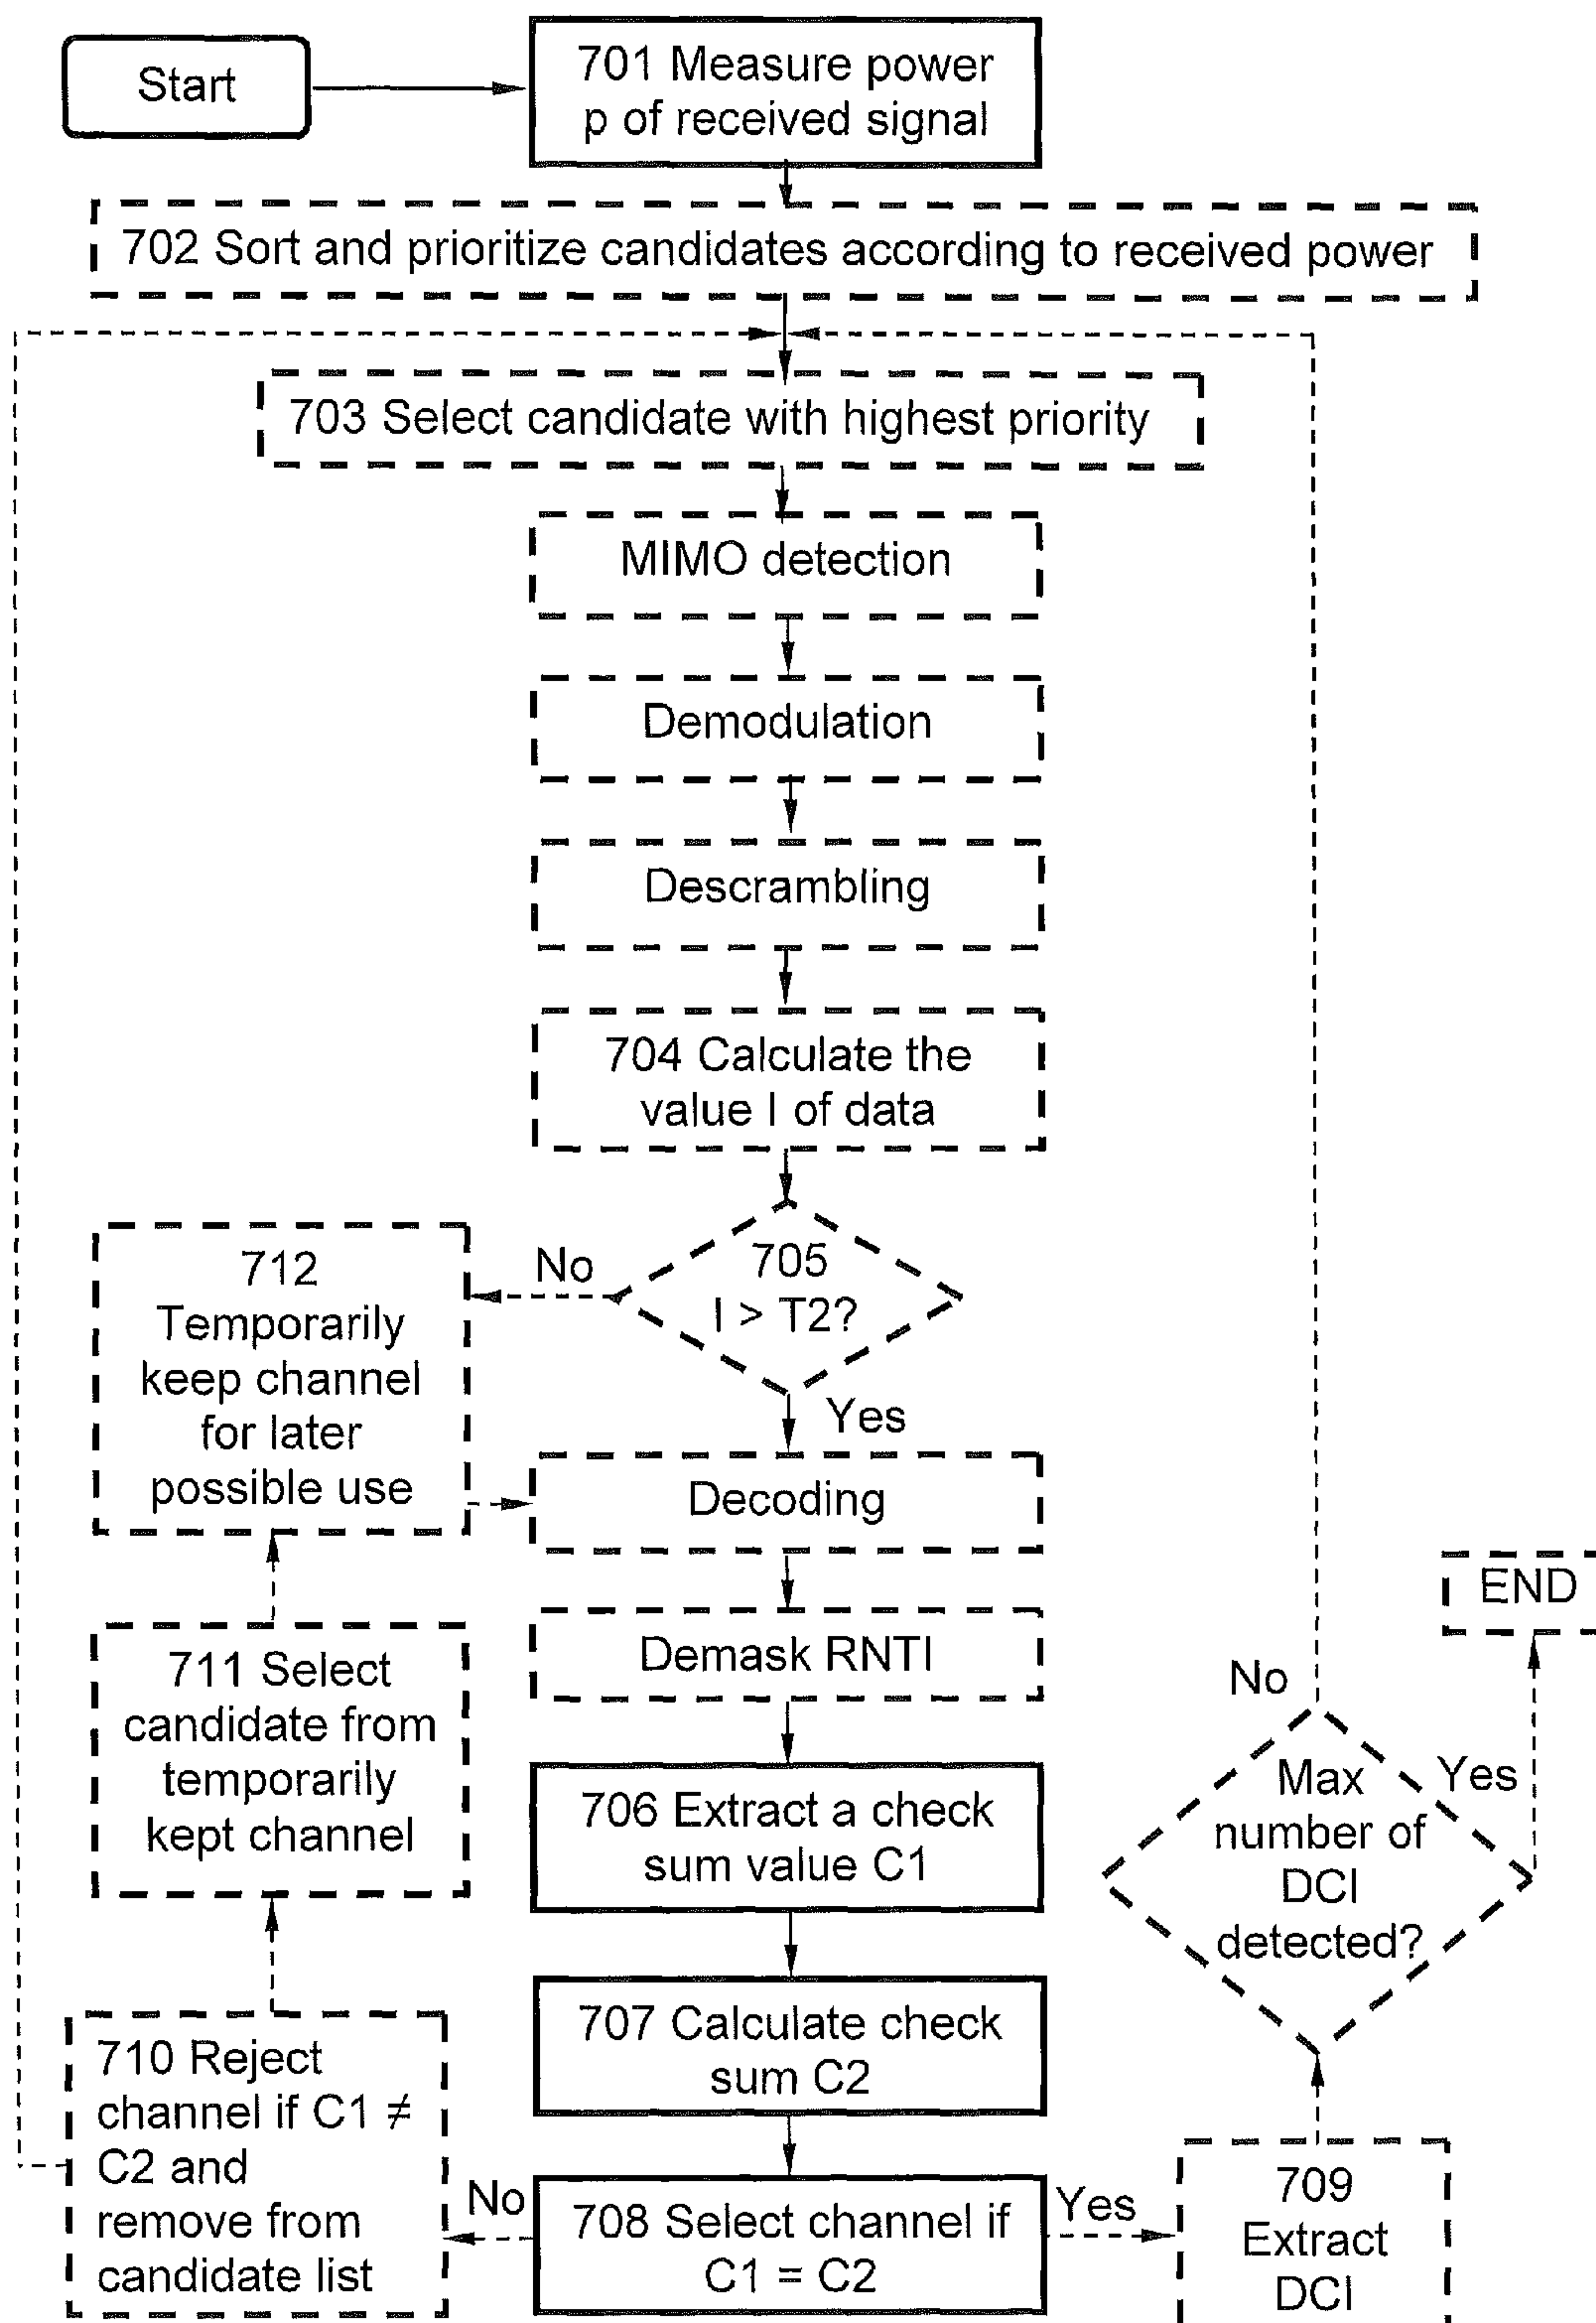 Start
701 Measure power
p of received signal
702 Sort and prioritize candidates according to received power
703 Select candidate with highest priority
MIMO detection
Demodulation
Descrambling
704 Calculate the
value I of data
705
I > T2?
No
Yes
712
Temporarily
keep channel
for later
possible use
Decoding
Demask RNTI
711 Select
candidate from
temporarily
kept channel
706 Extract a check
sum value C1
707 Calculate check
sum C2
710 Reject
channel if C1 ≠
C2 and
remove from
candidate list
No
708 Select channel if
C1 = C2
Yes
709
Extract
DCI
Max
number of
DCI
detected?
No
Yes
END